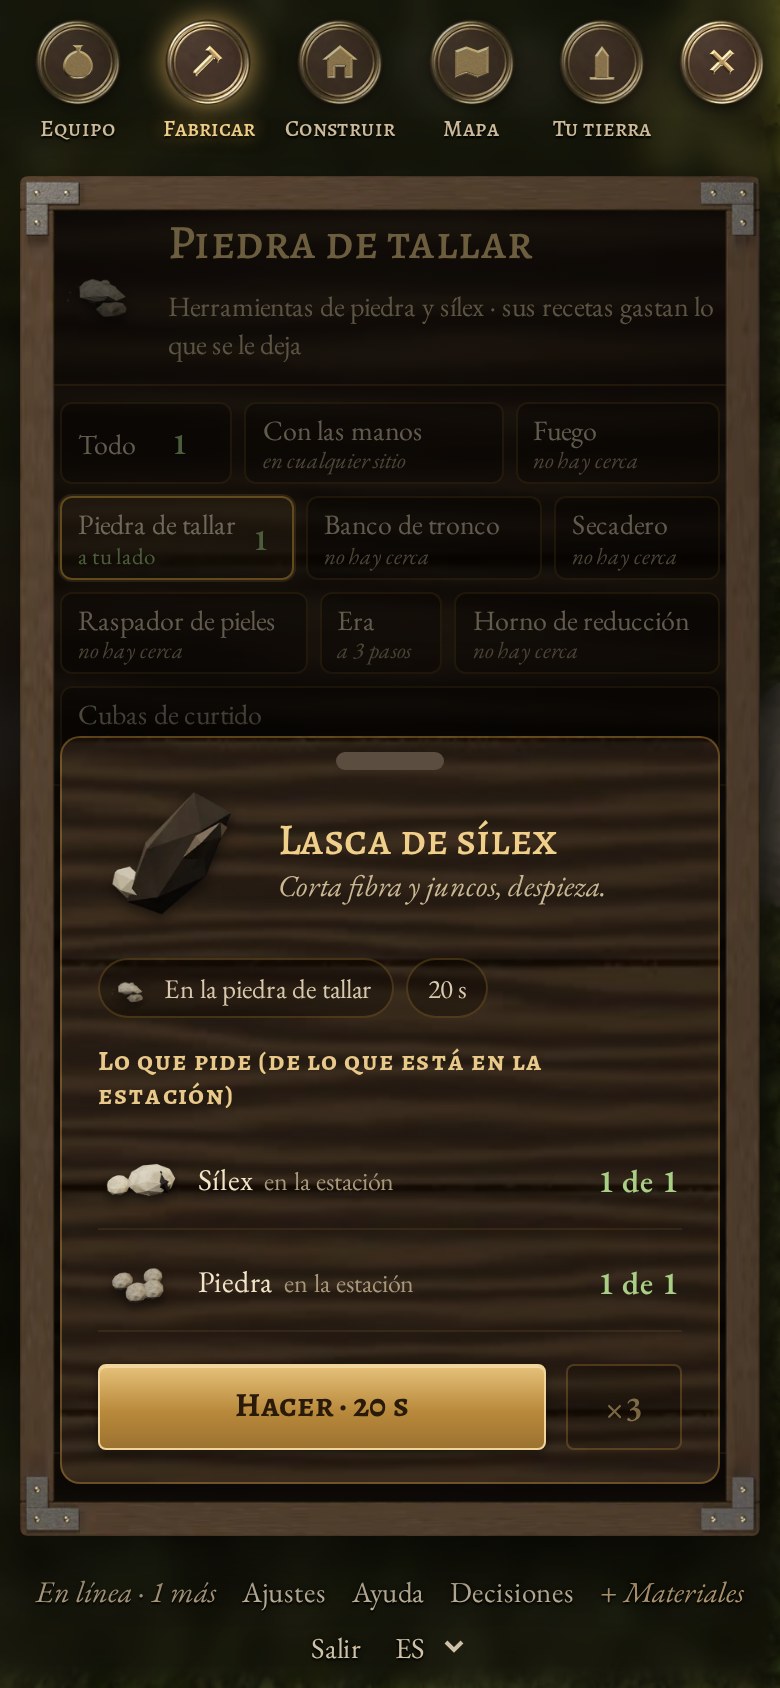 Equipo
Fabricar
Construir
Mapa
Tu tierra
Piedra de tallar
Herramientas de piedra y sílex · sus recetas gastan lo
que se le deja
Todo 1
Con las manos
en cualquier sitio
Fuego
no hay cerca
Piedra de tallar 1
a tu lado
Banco de tronco
no hay cerca
Secadero
no hay cerca
Raspador de pieles
no hay cerca
Era
a 3 pasos
Horno de reducción
no hay cerca
Cubas de curtido
Lasca de sílex
Corta fibra y juncos, despieza.
En la piedra de tallar
20 s
Lo que pide (de lo que está en la
estación)
Sílex en la estación 1 de 1
Piedra en la estación 1 de 1
Hacer · 20 s
×3
En línea · 1 más Ajustes Ayuda Decisiones + Materiales
Salir ES